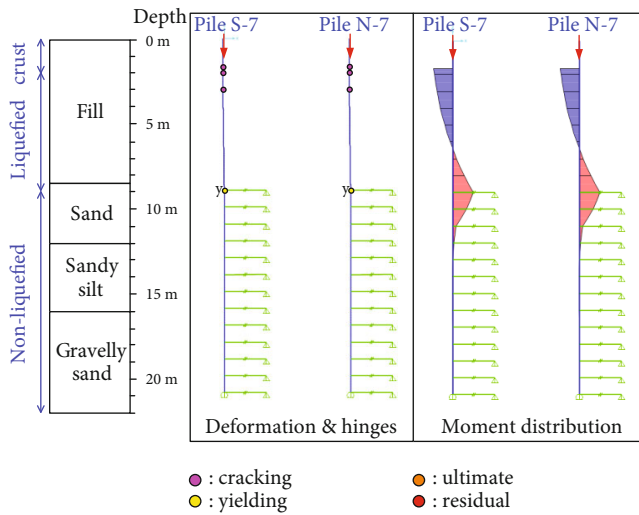 Depth
Pile S-7 Pile N-7 Pile S-7 Pile N-7
0 m
crust
Liquefied
Fill
5 m
y y
Non-liquefied
Sand
10 m
Sandy
silt
15 m
Gravelly
sand
20 m
Deformation & hinges
Moment distribution
: cracking
: yielding
: ultimate
: residual